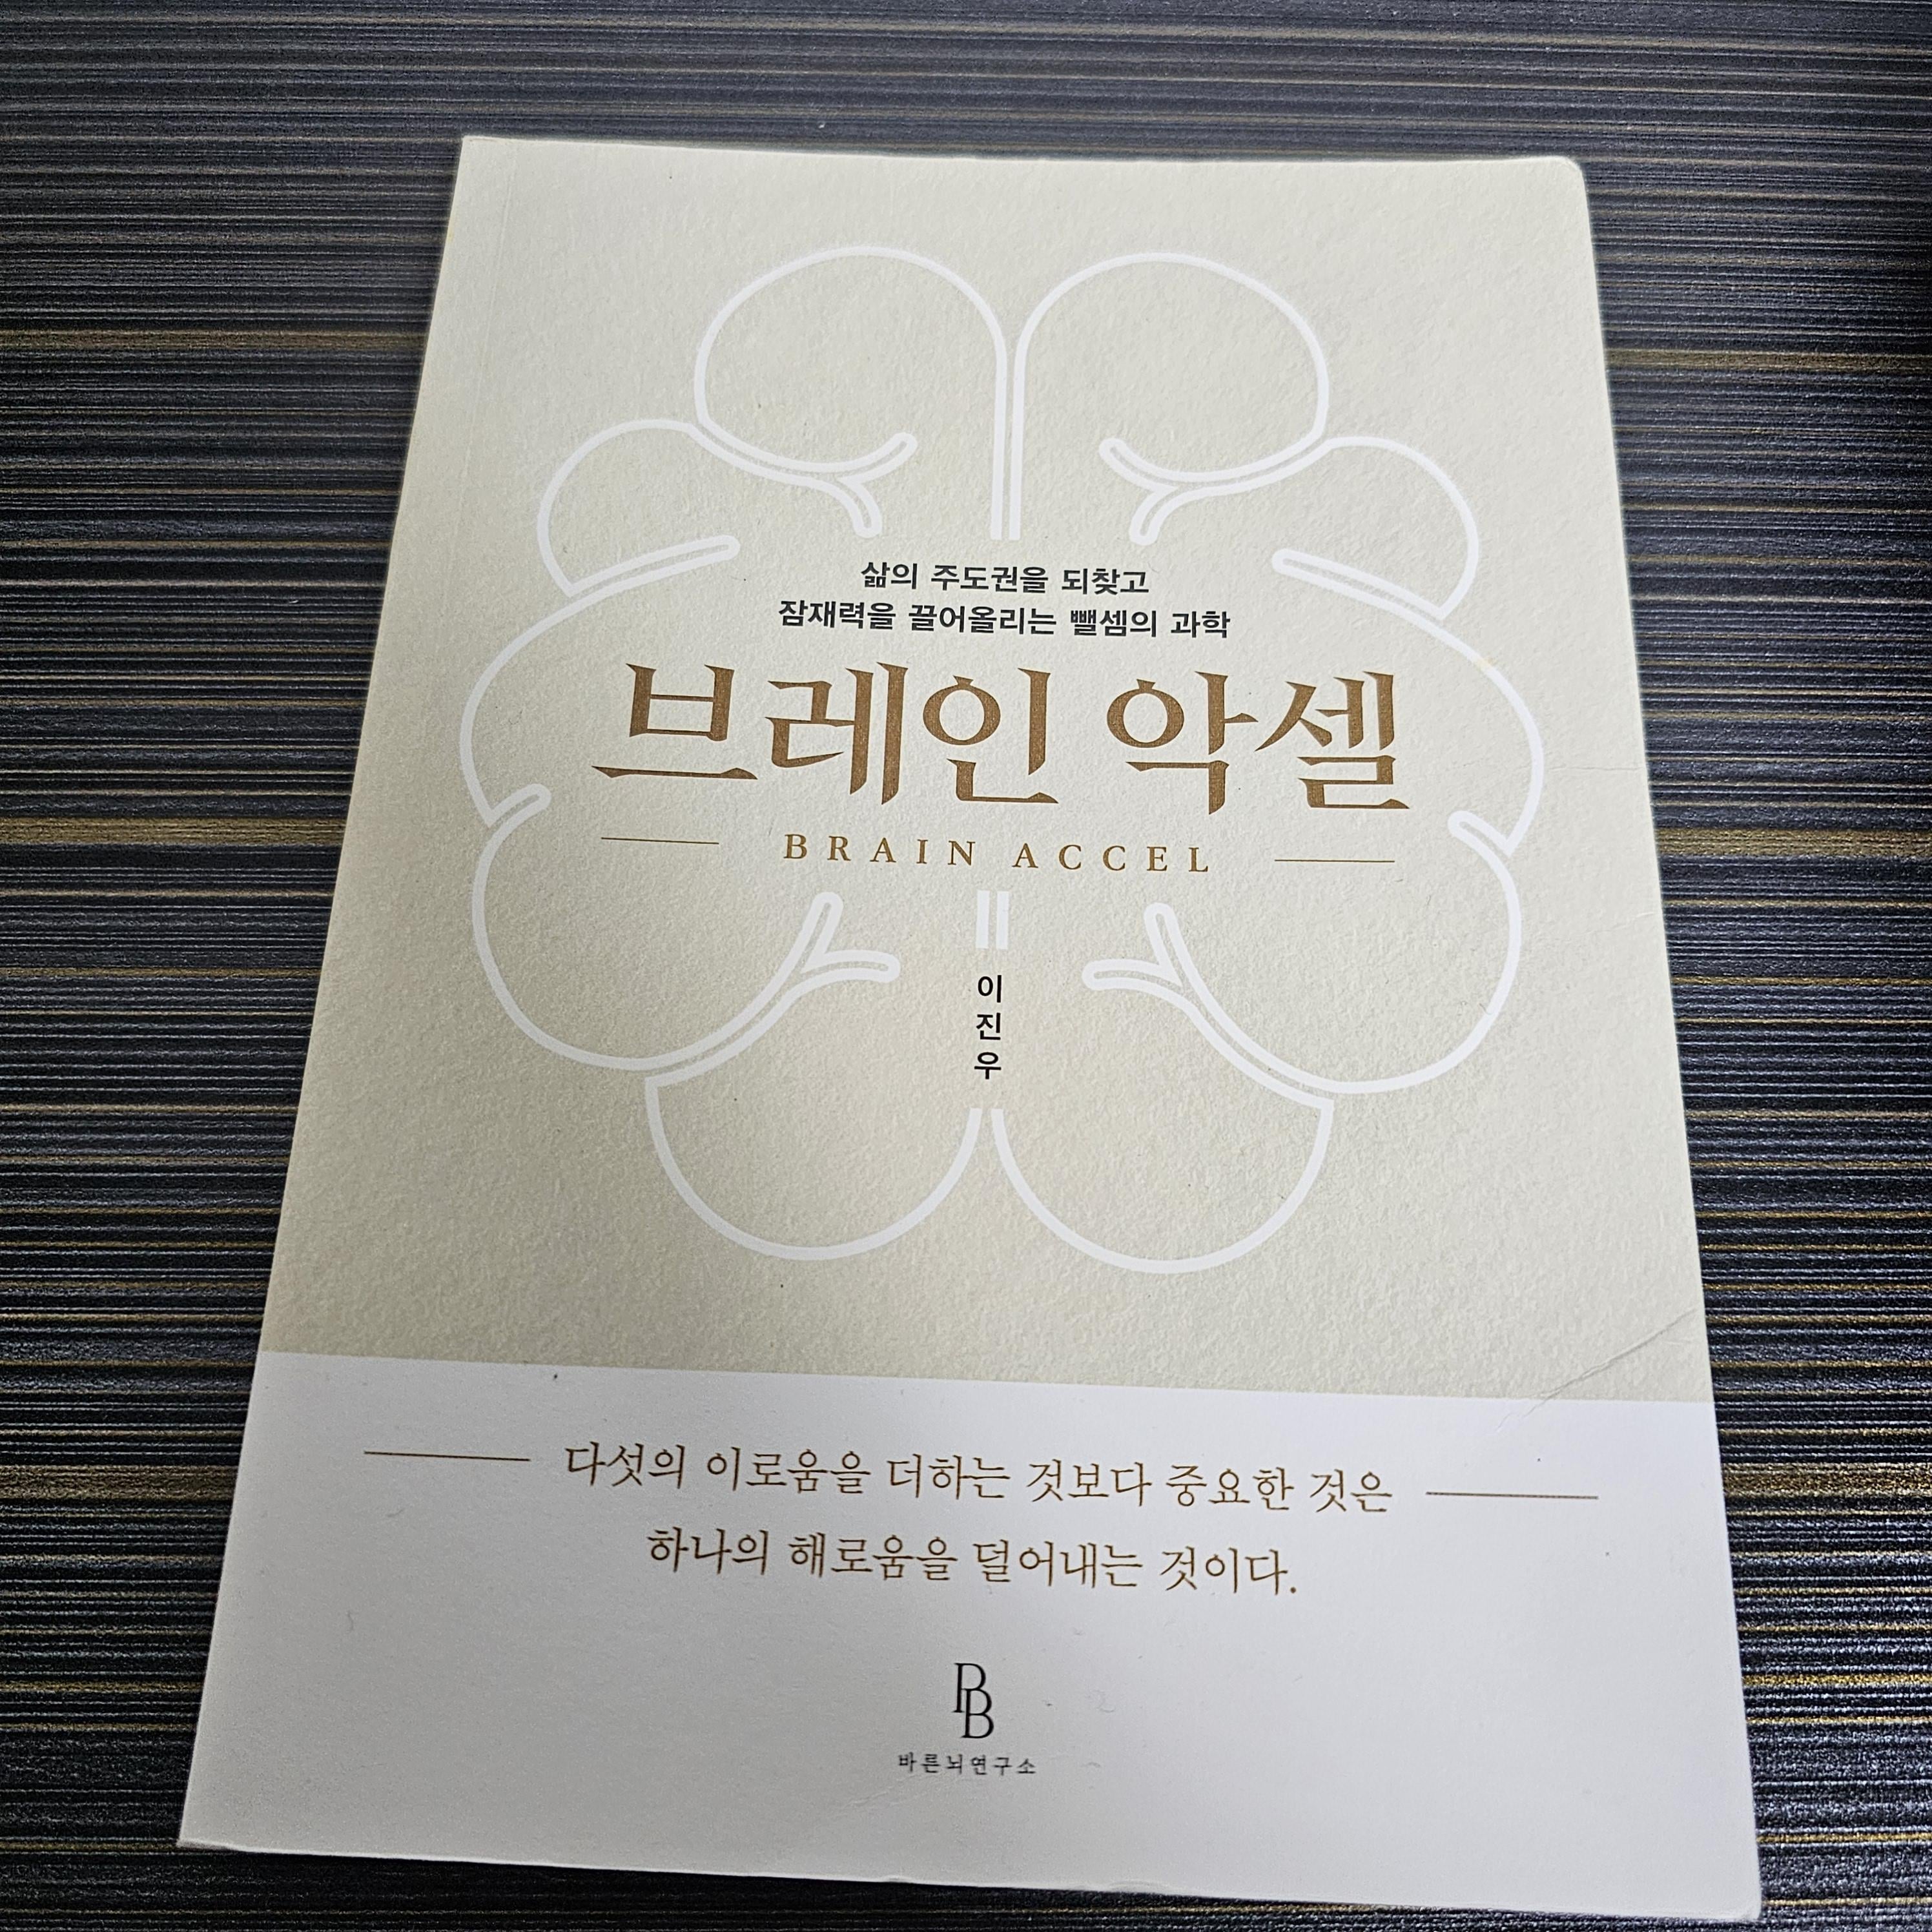 삶의 주도권을 되찾고
잠재력을 끌어올리는 뺄셈의 과학
브레인 악셀
BRAIN ACCEL
이
진
우
다섯의 이로움을 더하는 것보다 중요한 것은
하나의 해로움을 덜어내는 것이다.
BB
바른뇌연구소